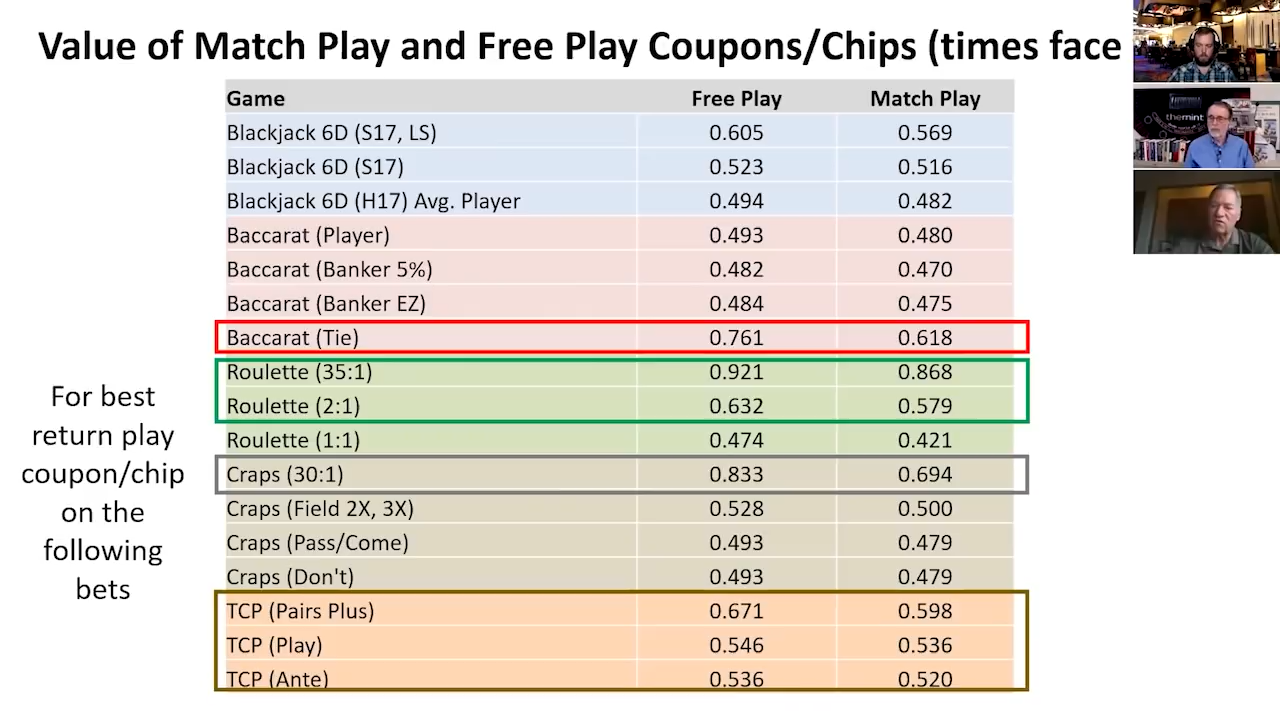 Value of Match Play and Free Play Coupons/Chips (times face
Game Free Play Match Play
Blackjack 6D (S17, LS) 0.605 0.569
Blackjack 6D (S17) 0.523 0.516
Blackjack 6D (H17) Avg. Player 0.494 0.482
Baccarat (Player) 0.493 0.480
Baccarat (Banker 5%) 0.482 0.470
Baccarat (Banker EZ) 0.484 0.475
Baccarat (Tie) 0.761 0.618
Roulette (35:1) 0.921 0.868
Roulette (2:1) 0.632 0.579
Roulette (1:1) 0.474 0.421
Craps (30:1) 0.833 0.694
Craps (Field 2X, 3X) 0.528 0.500
Craps (Pass/Come) 0.493 0.479
Craps (Don't) 0.493 0.479
TCP (Pairs Plus) 0.671 0.598
TCP (Play) 0.546 0.536
TCP (Ante) 0.536 0.520
For best
return play
coupon/chip
on the
following
bets
themint